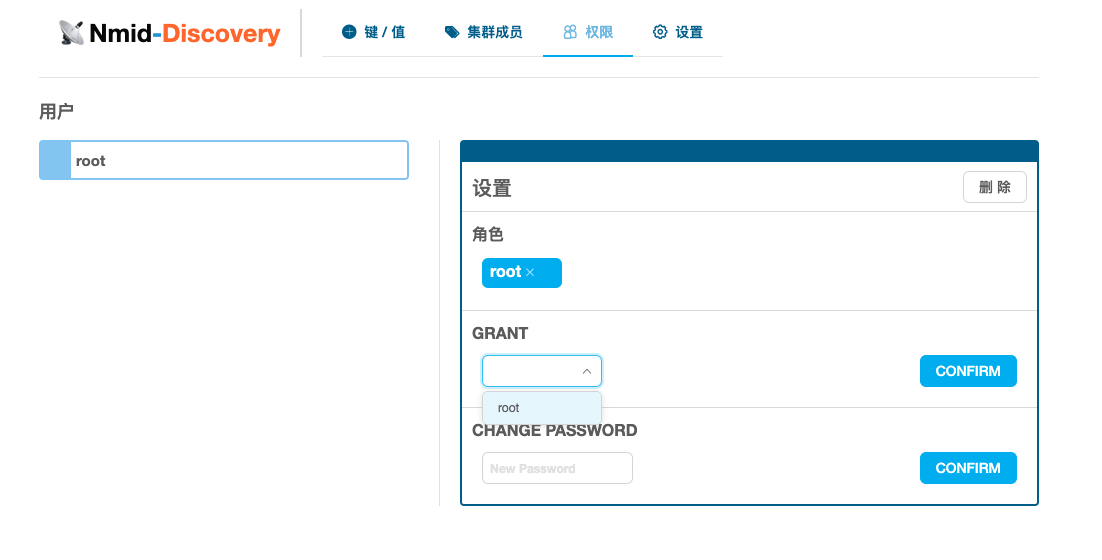 Nmid-Discovery
键 / 值
集群成员
权限
设置
用户
root
设置
删 除
角色
root ×
GRANT
CONFIRM
root
CHANGE PASSWORD
New Password
CONFIRM